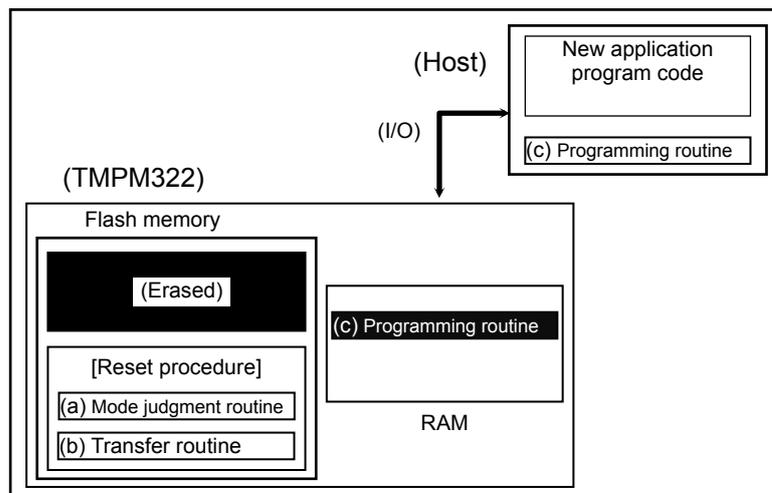 (Host)
New application
program code
(c) Programming routine
(I/O)
(TMPM322)
Flash memory
(Erased)
[Reset procedure]
(a) Mode judgment routine
(b) Transfer routine
(c) Programming routine
RAM